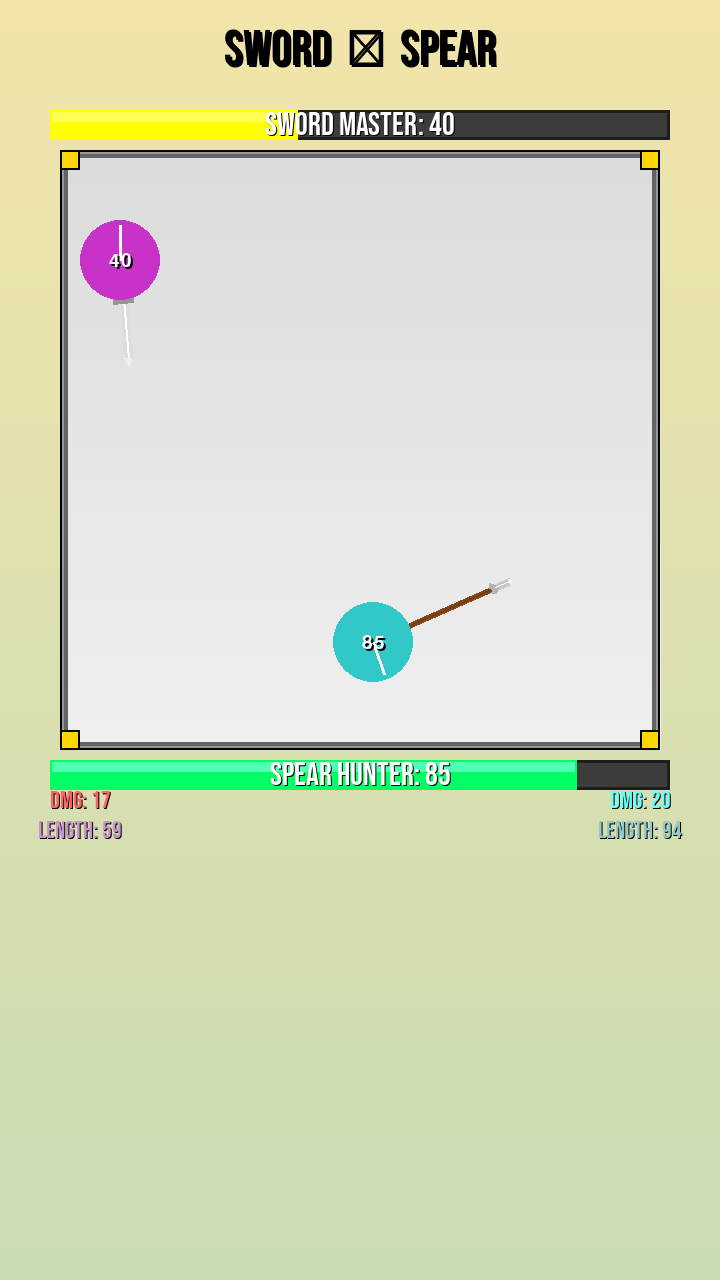 SWORD SPEAR
SWORD MASTER: 40
40
85
SPEAR HUNTER: 85
DMG: 17
DMG: 20
LENGTH: 59
LENGTH: 94